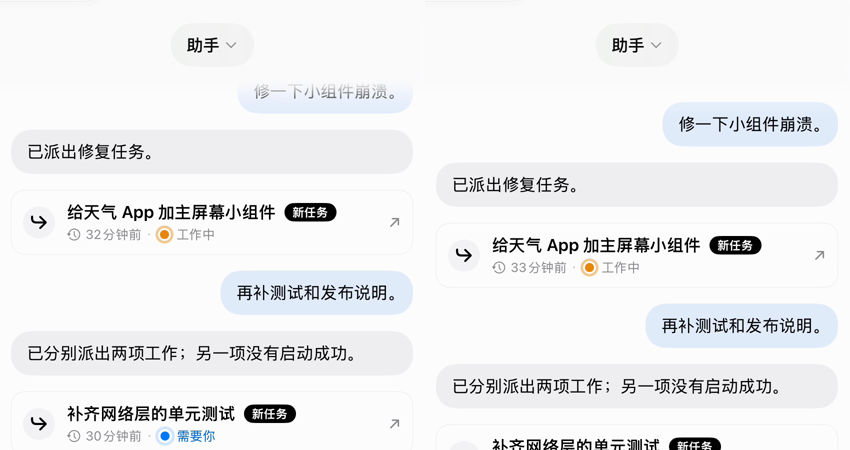 助手
修一下小组件崩溃。
已派出修复任务。
给天气 App 加主屏幕小组件 新任务
32分钟前 · 工作中
再补测试和发布说明。
已分别派出两项工作；另一项没有启动成功。
补齐网络层的单元测试 新任务
30分钟前 · 需要你
助手
修一下小组件崩溃。
已派出修复任务。
给天气 App 加主屏幕小组件 新任务
33分钟前 · 工作中
再补测试和发布说明。
已分别派出两项工作；另一项没有启动成功。
补齐网络层的单元测试 新任务